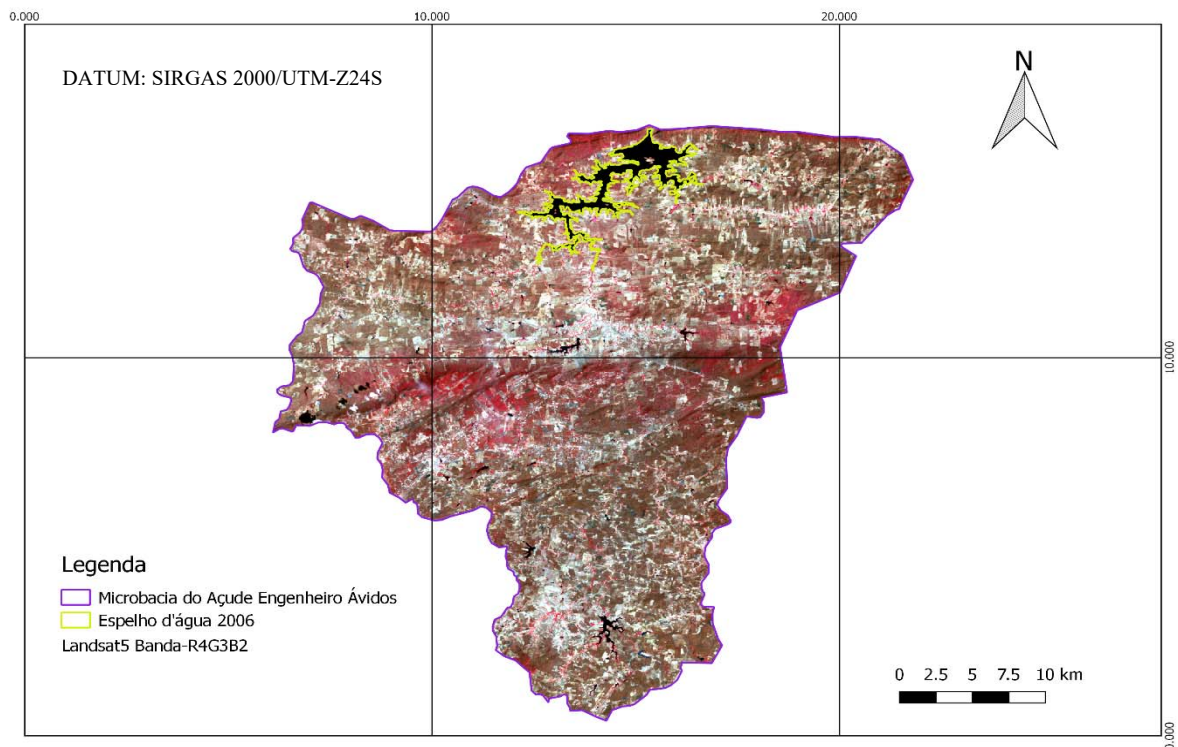 0.000 10.000 20.000
DATUM: SIRGAS 2000/UTM-Z24S
N
10.000
Legenda
Microbacia do Açude Engenheiro Ávidos
Espelho d'água 2006
Landsat5 Banda-R4G3B2
0 2.5 5 7.5 10 km
0.000